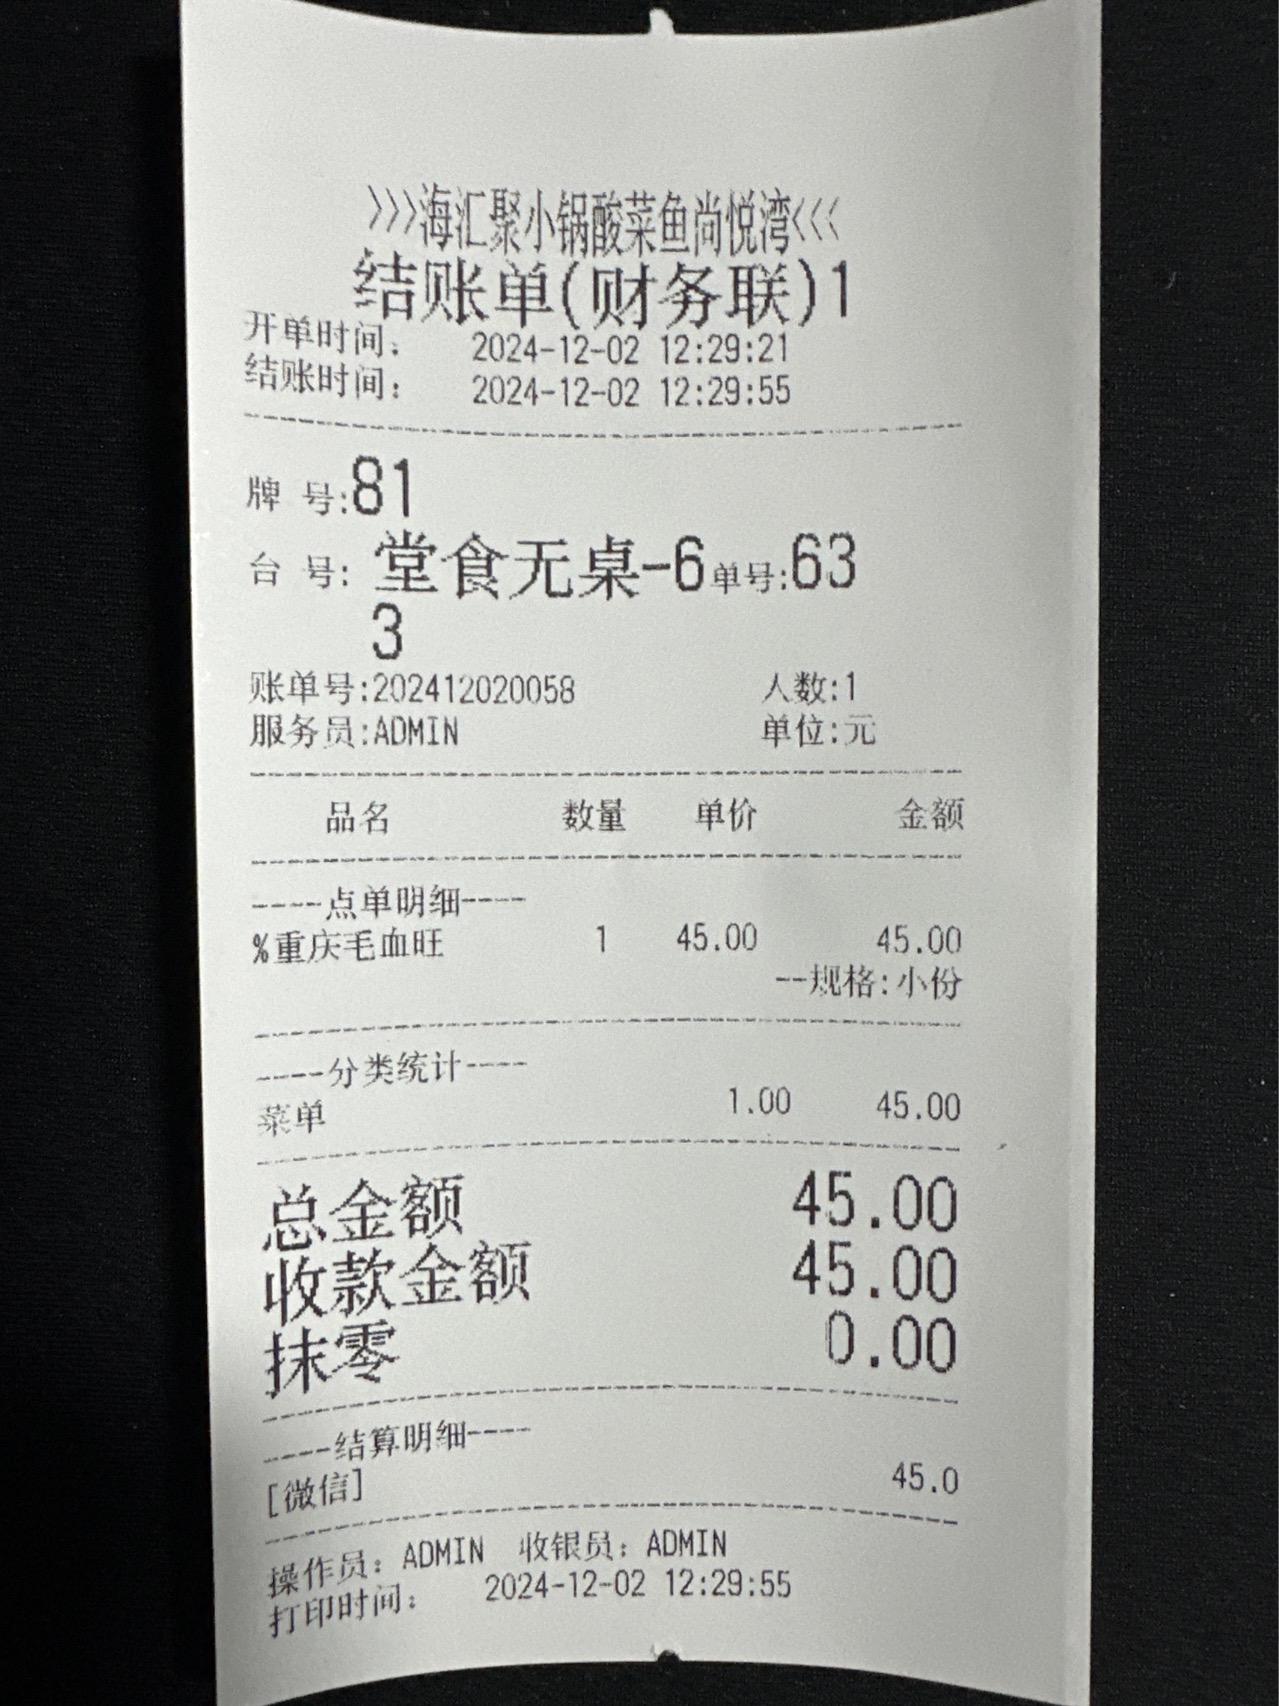 >>>海汇聚小锅酸菜鱼尚悦湾<<<
结账单(财务联)1
开单时间: 2024-12-02 12:29:21
结账时间: 2024-12-02 12:29:55
牌 号:81
台 号: 堂食无桌-6 单号:63
3
账单号:202412020058 人数:1
服务员:ADMIN 单位:元
品名 数量 单价 金额
----点单明细----
%重庆毛血旺 1 45.00 45.00
--规格:小份
----分类统计----
菜单 1.00 45.00
总金额 45.00
收款金额 45.00
抹零 0.00
----结算明细----
[微信] 45.0
操作员: ADMIN 收银员: ADMIN
打印时间: 2024-12-02 12:29:55